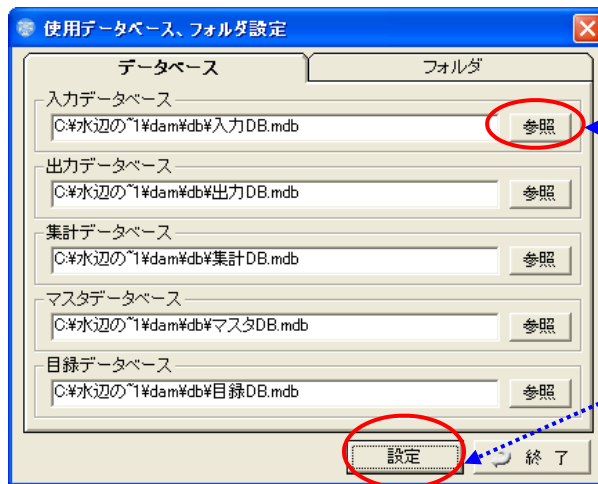 使用データベース、フォルダ設定
データベース
フォルダ
入力データベース
C:¥水辺の~1¥dam¥db¥入力DB.mdb
参照
出力データベース
C:¥水辺の~1¥dam¥db¥出力DB.mdb
参照
集計データベース
C:¥水辺の~1¥dam¥db¥集計DB.mdb
参照
マスタデータベース
C:¥水辺の~1¥dam¥db¥マスタDB.mdb
参照
目録データベース
C:¥水辺の~1¥dam¥db¥目録DB.mdb
参照
設定
終 了